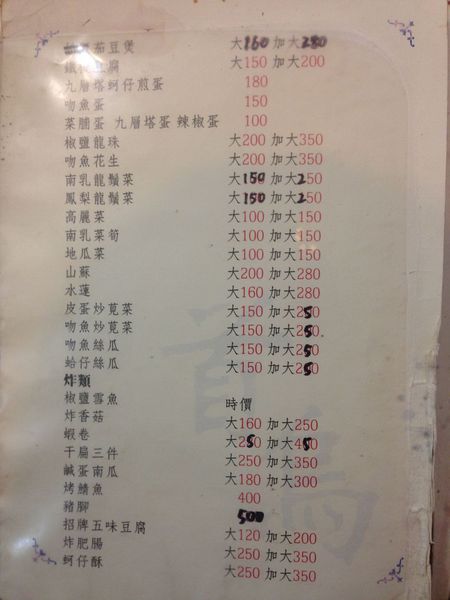 茄豆煲 大160 加大280
腐 大150 加大200
九層塔蚵仔煎蛋 180
吻魚蛋 150
菜脯蛋 九層塔蛋 辣椒蛋 100
椒鹽龍珠 大200 加大350
吻魚花生 大200 加大350
南乳龍鬚菜 大150 加大250
鳳梨龍鬚菜 大150 加大250
高麗菜 大100 加大150
南乳菜筍 大100 加大150
地瓜菜 大100 加大150
山蘇 大200 加大280
水蓮 大160 加大280
皮蛋炒莧菜 大150 加大250
吻魚炒莧菜 大150 加大250
吻魚絲瓜 大150 加大250
蛤仔絲瓜 大150 加大250
炸類
椒鹽雪魚 時價
炸香菇 大160 加大250
蝦卷 大250 加大450
干扁三件 大250 加大350
鹹蛋南瓜 大180 加大300
烤鯖魚 400
豬腳 500
招牌五味豆腐 大120 加大200
炸肥腸 大250 加大350
蚵仔酥 大250 加大350